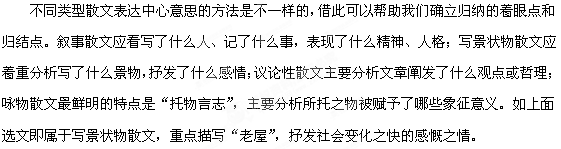 不同类型散文表达中心意思的方法是不一样的，借此可以帮助我们确立归纳的着眼点和
归结点。叙事散文应看写了什么人、记了什么事，表现了什么精神、人格；写景状物散文应
着重分析写了什么景物，抒发了什么感情；议论性散文主要分析文章阐发了什么观点或哲理；
咏物散文最鲜明的特点是“托物言志”，主要分析所托之物被赋予了哪些象征意义。如上面
选文即属于写景状物散文，重点描写“老屋”，抒发社会变化之快的感慨之情。